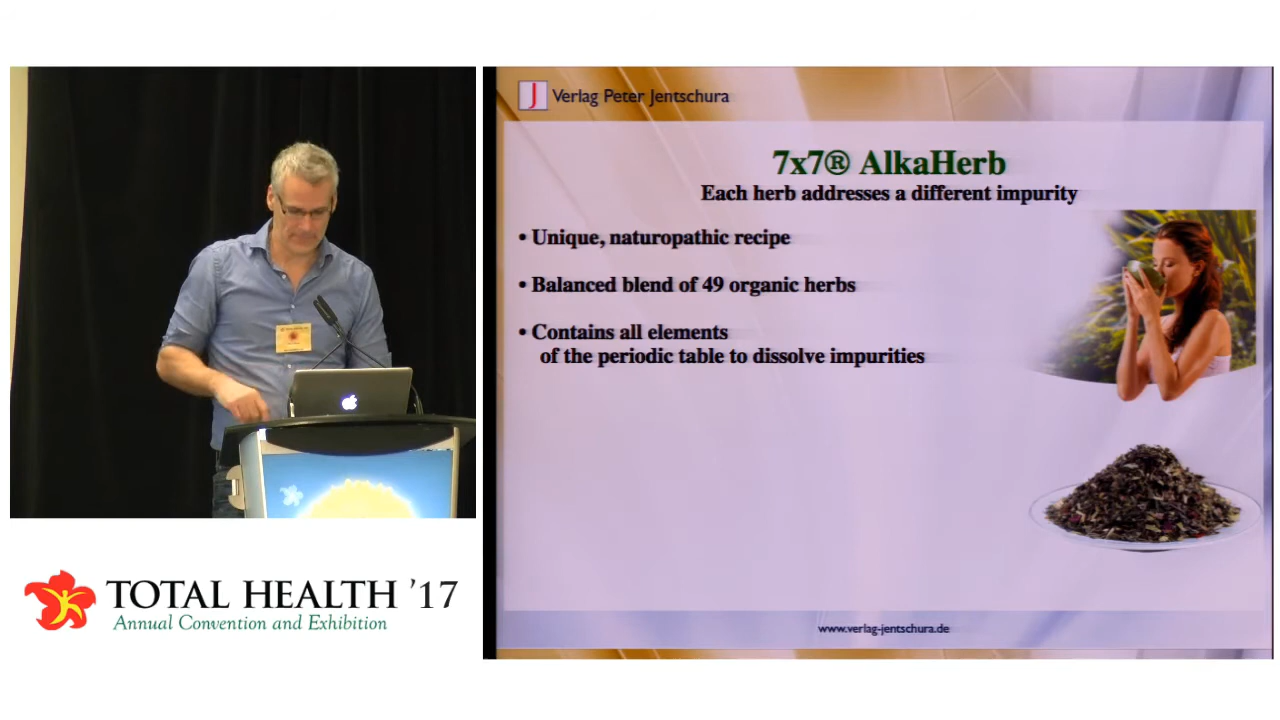 J Verlag Peter Jentschura
7x7® AlkaHerb
Each herb addresses a different impurity
• Unique, naturopathic recipe
• Balanced blend of 49 organic herbs
• Contains all elements
of the periodic table to dissolve impurities
www.verlag-jentschura.de
TOTAL HEALTH ’17
Annual Convention and Exhibition